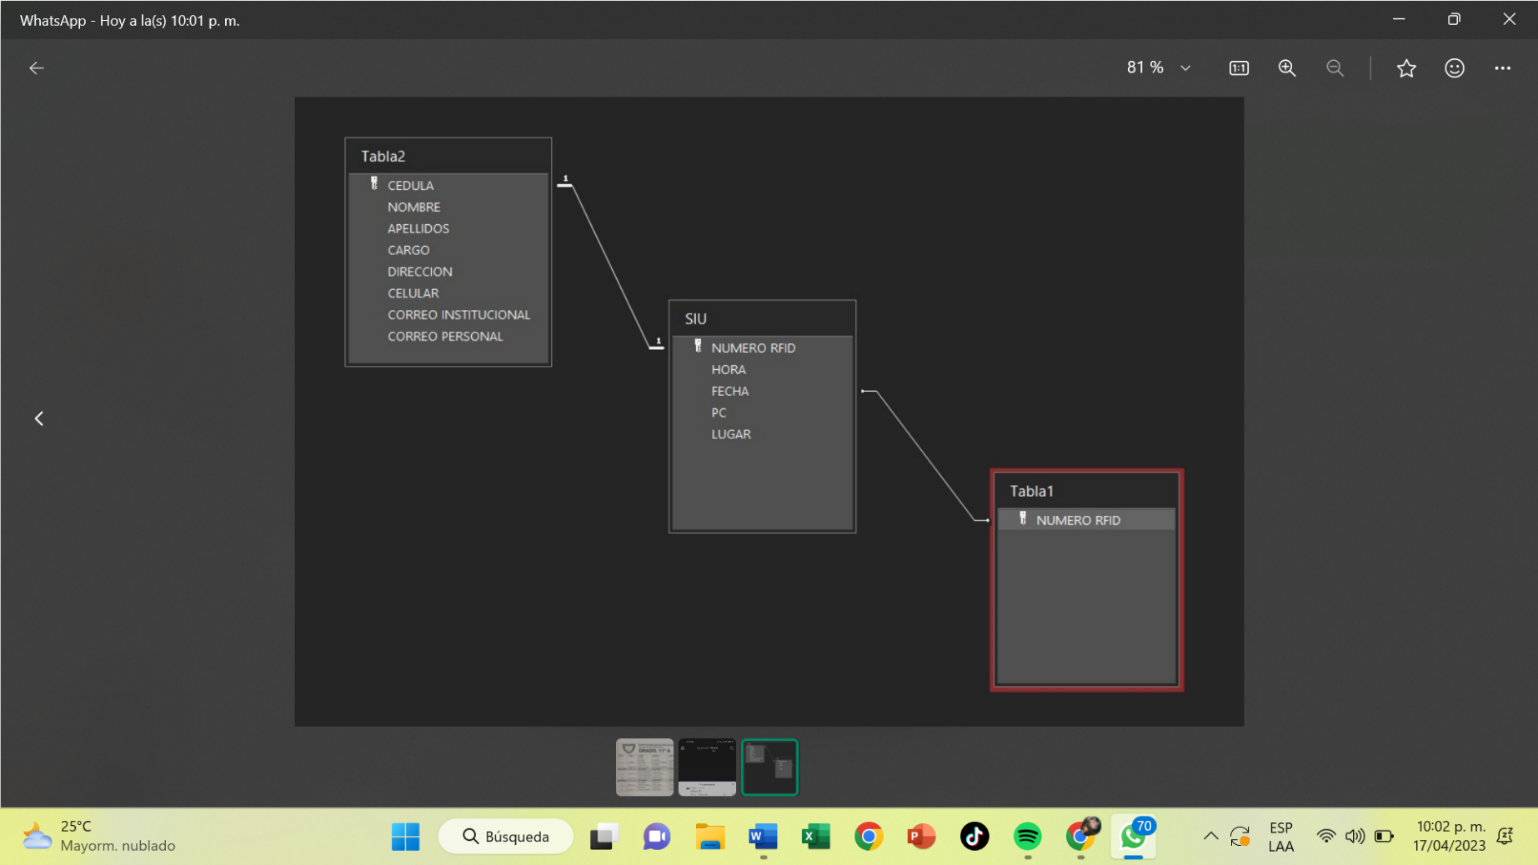 WhatsApp - Hoy a la(s) 10:01 p. m.
81 %
1:1
Tabla2
CEDULA
NOMBRE
APELLIDOS
CARGO
DIRECCION
CELULAR
CORREO INSTITUCIONAL
CORREO PERSONAL
1
1
SIU
NUMERO RFID
HORA
FECHA
PC
LUGAR
Tabla1
NUMERO RFID
25°C
Mayorm. nublado
Búsqueda
70
ESP
LAA
10:02 p. m.
17/04/2023